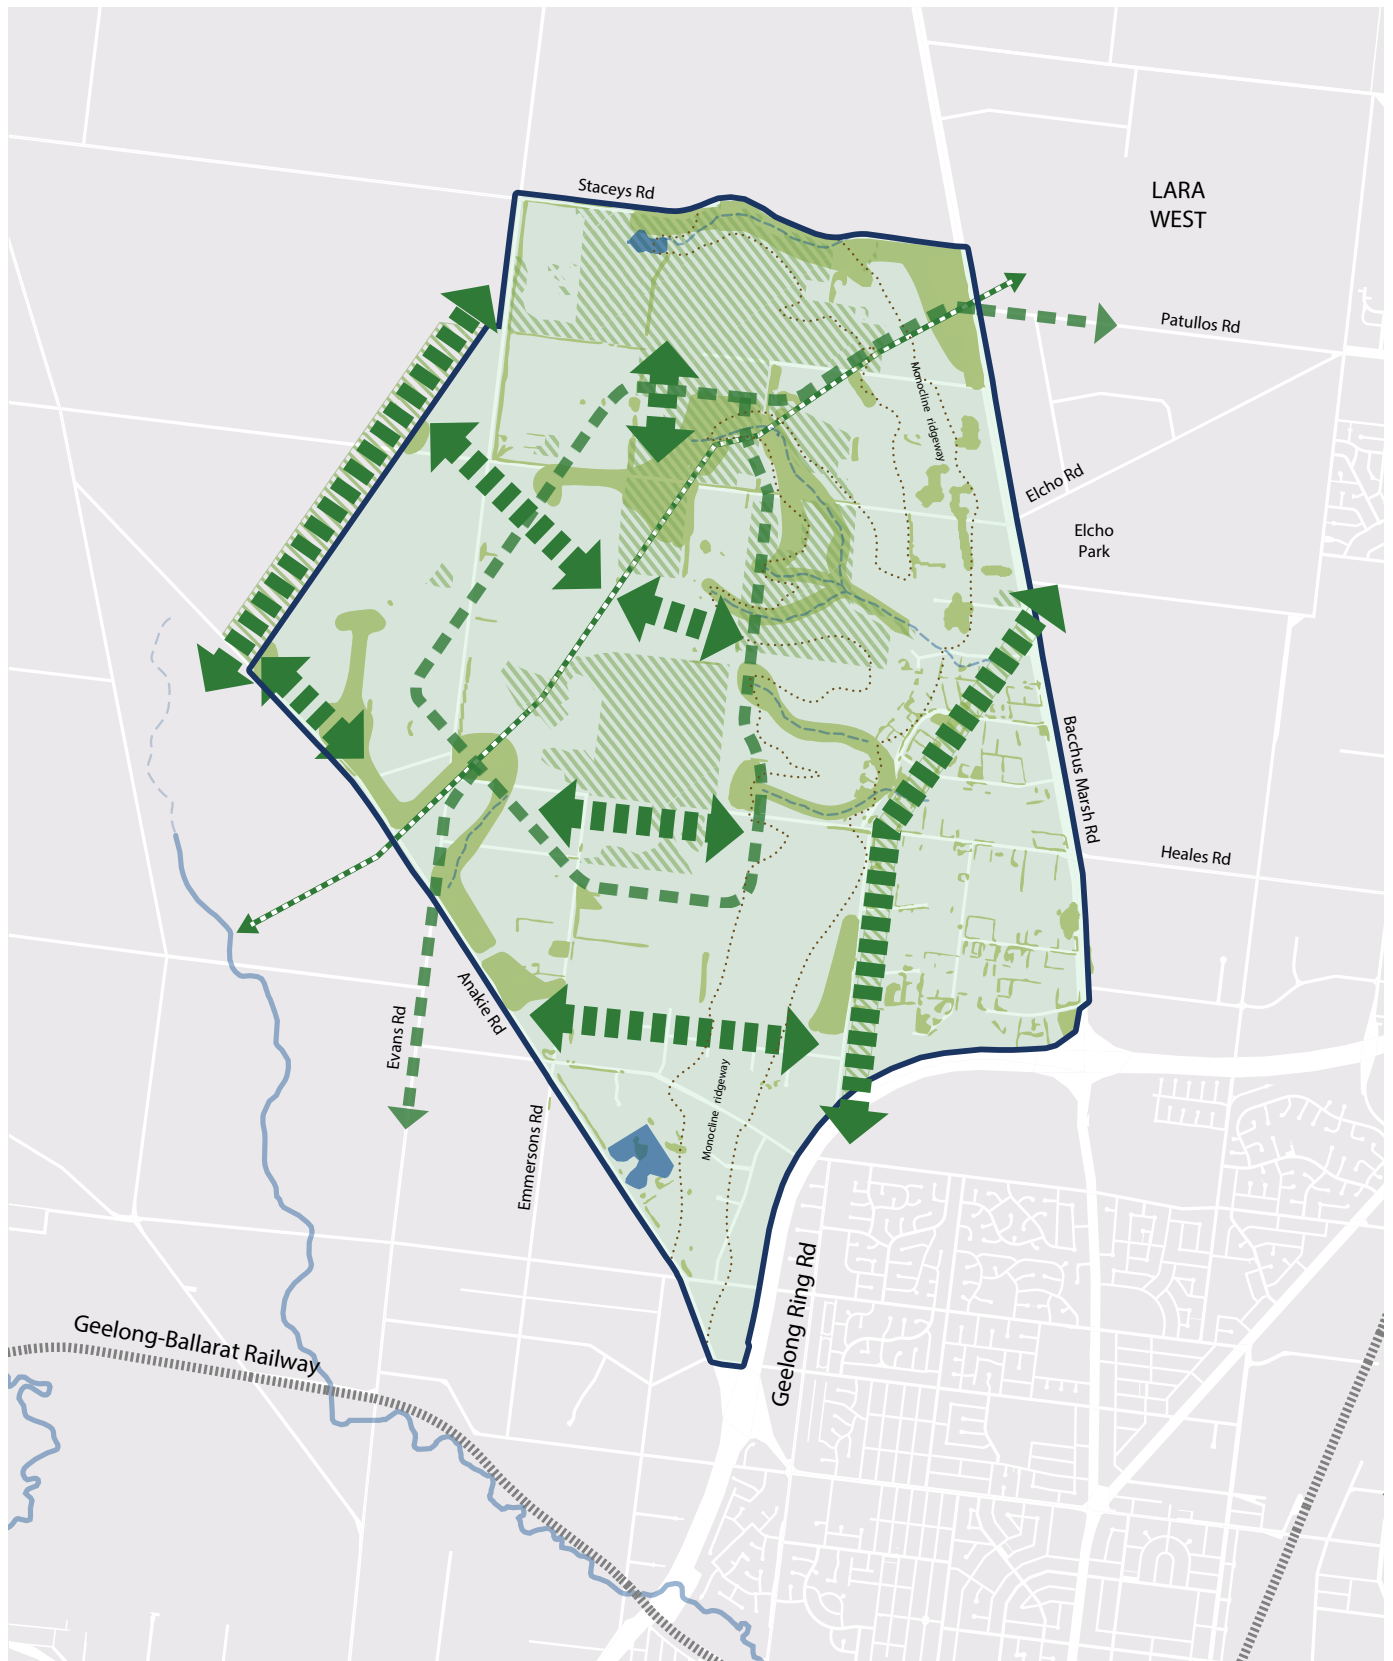 Staceys Rd
LARA
WEST
Patullos Rd
Monocline ridgeway
Elcho Rd
Elcho
Park
Bacchus Marsh Rd
Heales Rd
Anakie Rd
Evans Rd
Monocline ridgeway
Emmersons Rd
Geelong Ring Rd
Geelong-Ballarat Railway